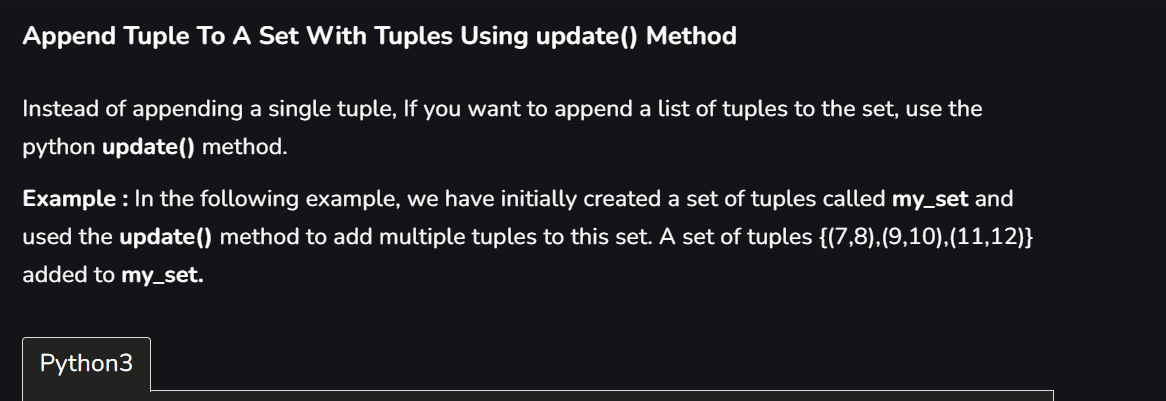 Append Tuple To A Set With Tuples Using update() Method
Instead of appending a single tuple, If you want to append a list of tuples to the set, use the
python update() method.
Example : In the following example, we have initially created a set of tuples called my_set and
used the update() method to add multiple tuples to this set. A set of tuples {(7,8),(9,10),(11,12)}
added to my_set.
Python3